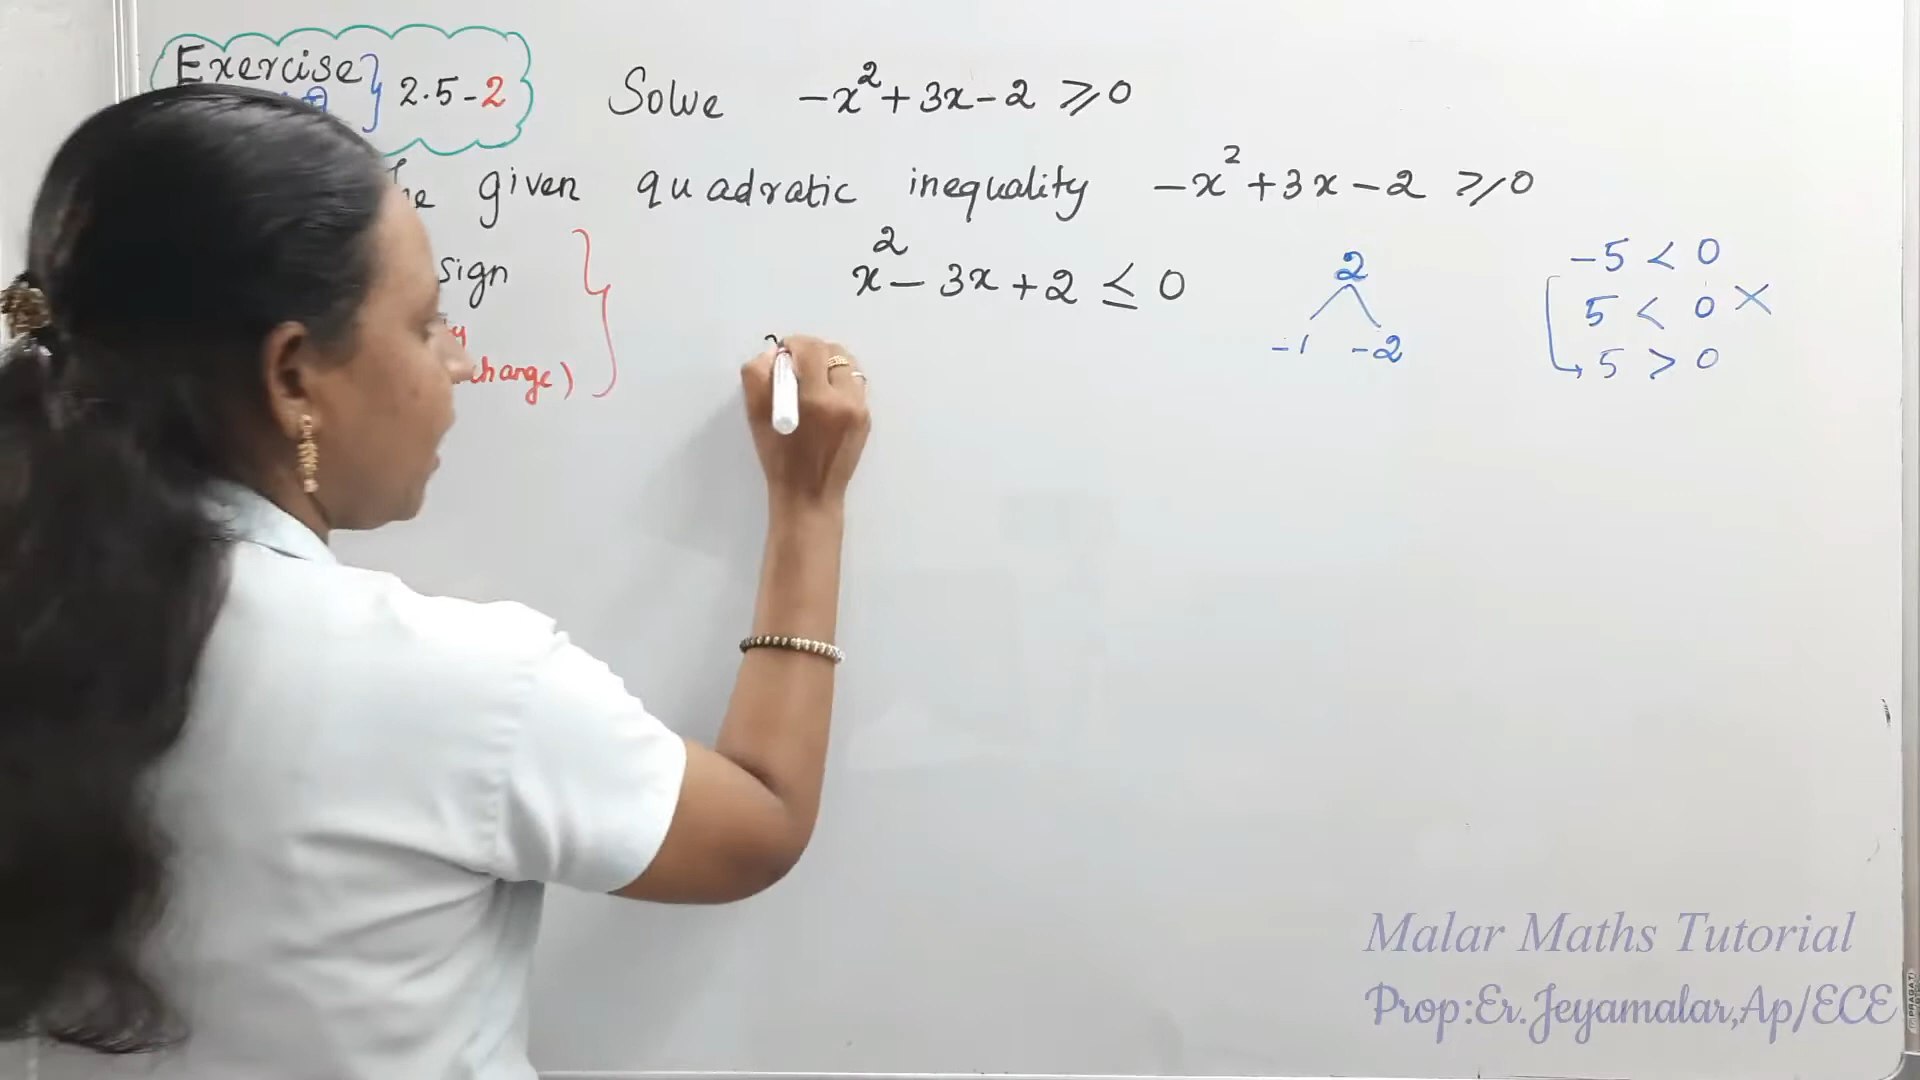 Exercise } 2.5-2 Solve -x²+3x-2 ≥0
given quadratic inequality -x²+3x-2 ≥0
sign x²-3x+2 ≤ 0
change)
2
-1 -2
-5 < 0
5 < 0 ×
5 > 0
Malar Maths Tutorial
Prop:Er.Jeyamalar,Ap/ECE